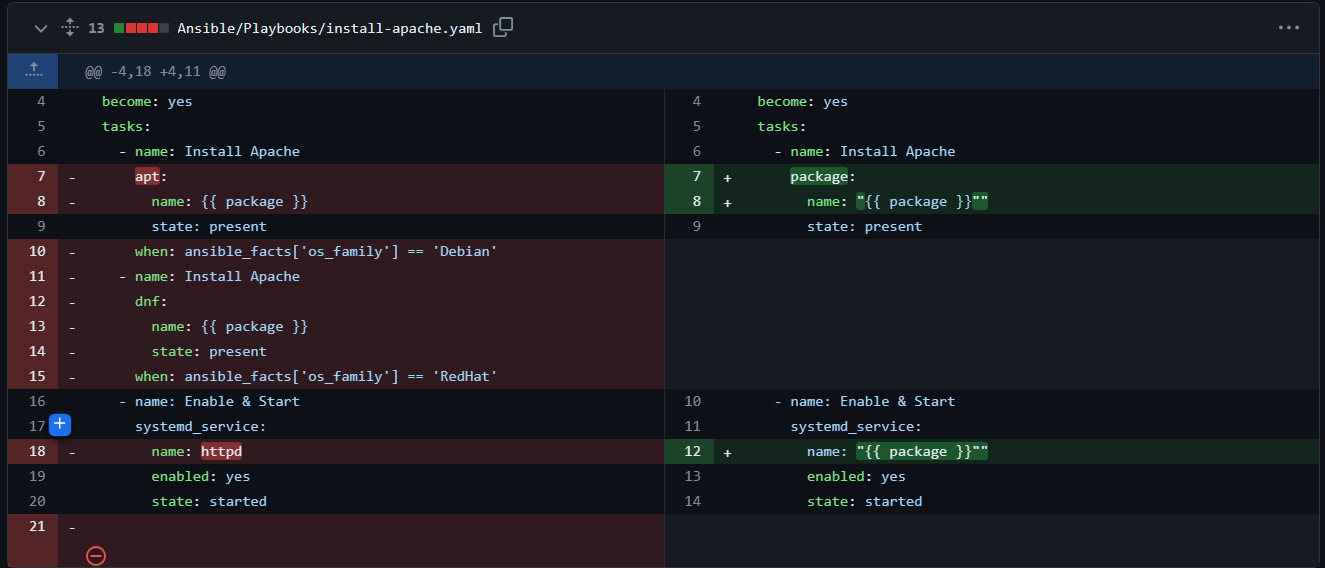 13 Ansible/Playbooks/install-apache.yaml
@@ -4,18 +4,11 @@
4 become: yes
5 tasks:
6 - name: Install Apache
7 - apt:
8 - name: {{ package }}
9 state: present
10 - when: ansible_facts['os_family'] == 'Debian'
11 - - name: Install Apache
12 - dnf:
13 - name: {{ package }}
14 - state: present
15 - when: ansible_facts['os_family'] == 'RedHat'
16 - name: Enable & Start
17 systemd_service:
18 - name: httpd
19 enabled: yes
20 state: started
21 -
4 become: yes
5 tasks:
6 - name: Install Apache
7 + package:
8 + name: "{{ package }}""
9 state: present
10 - name: Enable & Start
11 systemd_service:
12 + name: "{{ package }}""
13 enabled: yes
14 state: started